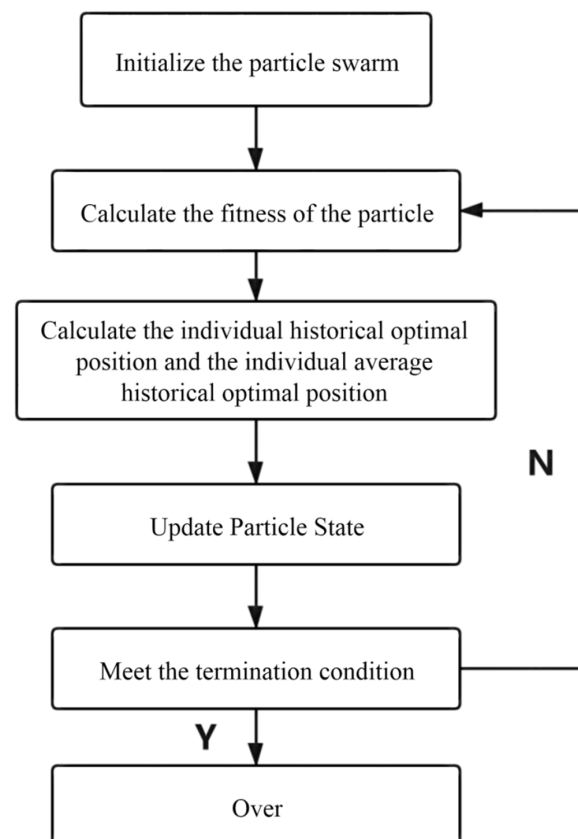 Initialize the particle swarm
Calculate the fitness of the particle
Calculate the individual historical optimal
position and the individual average
historical optimal position
N
Update Particle State
Meet the termination condition
Y
Over